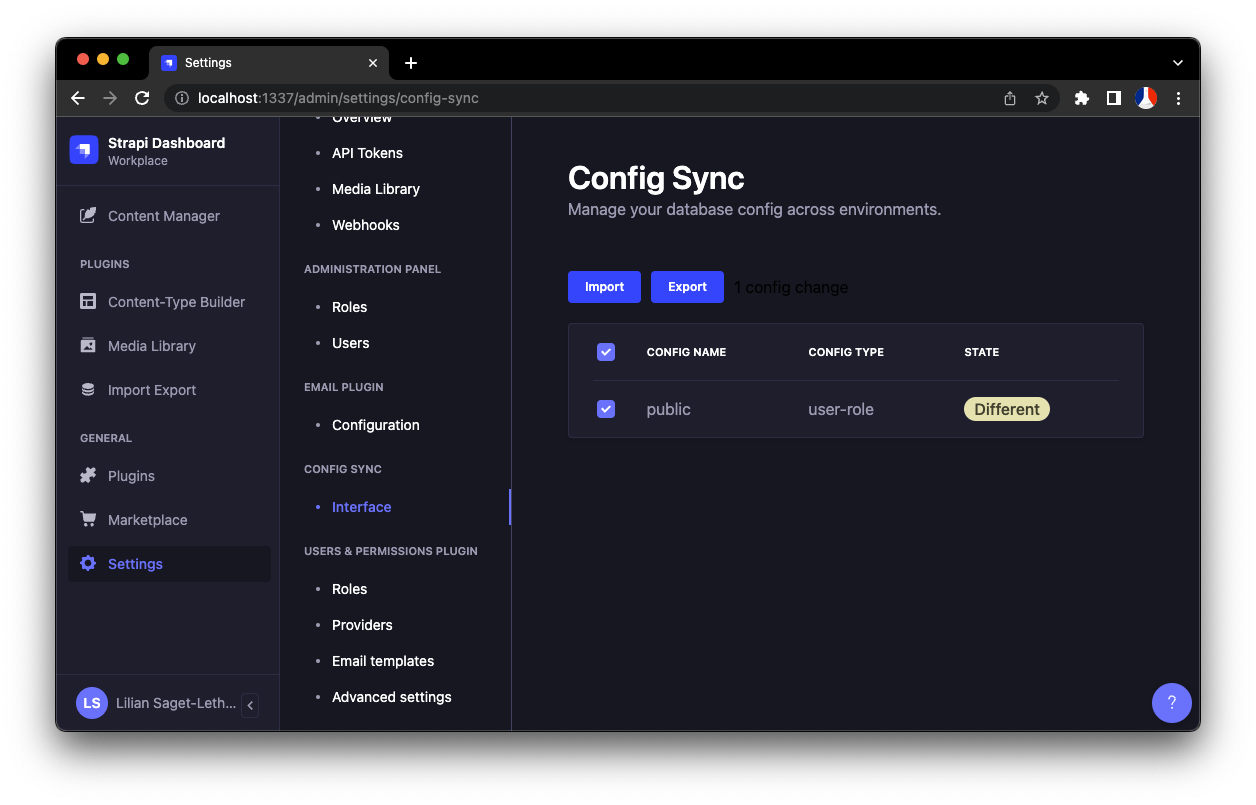 Settings
localhost:1337/admin/settings/config-sync
Strapi Dashboard
Workplace
Content Manager
PLUGINS
Content-Type Builder
Media Library
Import Export
GENERAL
Plugins
Marketplace
Settings
LS Lilian Saget-Leth...
Overview
API Tokens
Media Library
Webhooks
ADMINISTRATION PANEL
Roles
Users
EMAIL PLUGIN
Configuration
CONFIG SYNC
Interface
USERS & PERMISSIONS PLUGIN
Roles
Providers
Email templates
Advanced settings
Config Sync
Manage your database config across environments.
Import Export 1 config change
CONFIG NAME CONFIG TYPE STATE
public user-role Different
?